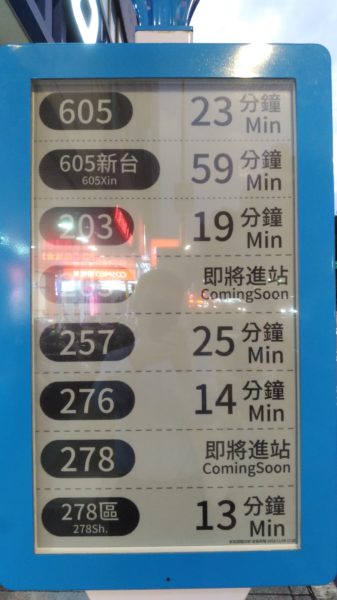 605 23 分鐘
Min
605新台 59 分鐘
605Xin Min
203 19 分鐘
Min
即將進站
ComingSoon
257 25 分鐘
Min
276 14 分鐘
Min
278 即將進站
ComingSoon
278區 13 分鐘
278Sh. Min